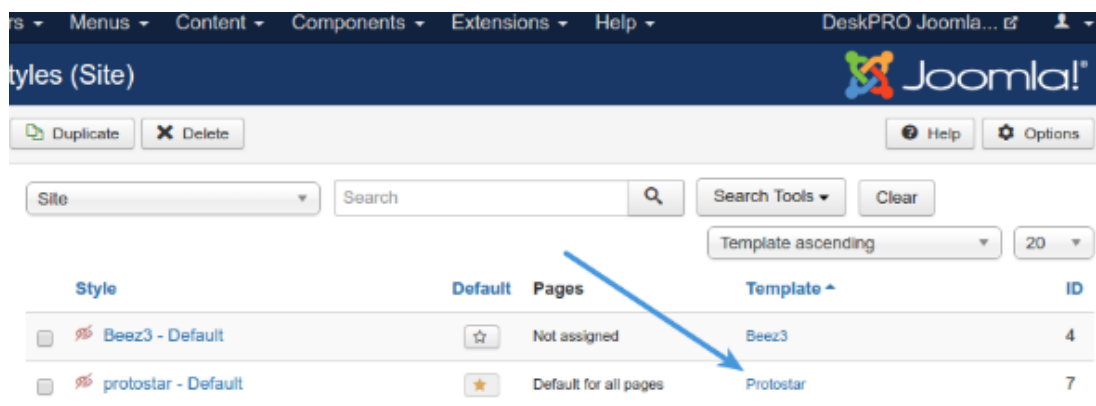 rs Menus Content Components Extensions Help DeskPRO Joomla...
tyles (Site) Joomla!®
Duplicate Delete Help Options
Site Search Search Tools Clear
Template ascending 20
Style Default Pages Template ID
Beez3 - Default Not assigned Beez3 4
protostar - Default Default for all pages Protostar 7